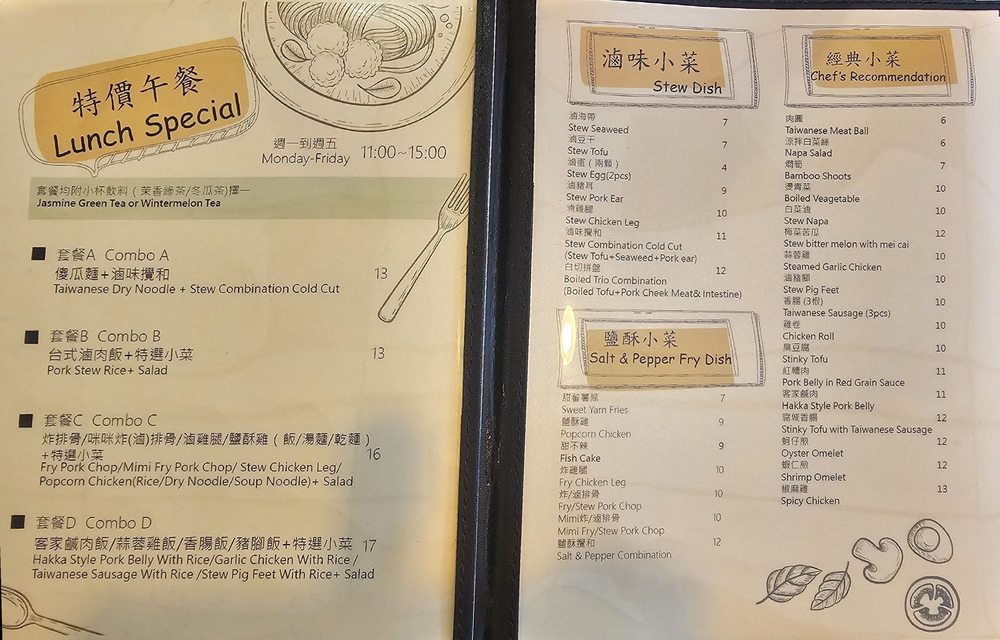 特價午餐
Lunch Special
週一到週五
Monday-Friday 11:00~15:00
套餐均附小杯飲料 ( 茉香綠茶/冬瓜茶)擇一
Jasmine Green Tea or Wintermelon Tea
套餐A Combo A
傻瓜麵+滷味攪和 13
Taiwanese Dry Noodle + Stew Combination Cold Cut
套餐B Combo B
台式滷肉飯+特選小菜 13
Pork Stew Rice+ Salad
套餐C Combo C
炸排骨/咪咪炸(滷)排骨/滷雞腿/鹽酥雞 ( 飯/湯麵/乾麵 )
+特選小菜 16
Fry Pork Chop/Mimi Fry Pork Chop/ Stew Chicken Leg/
Popcorn Chicken(Rice/Dry Noodle/Soup Noodle)+ Salad
套餐D Combo D
客家鹹肉飯/蒜蓉雞飯/香腸飯/豬腳飯+特選小菜 17
Hakka Style Pork Belly With Rice/Garlic Chicken With Rice /
Taiwanese Sausage With Rice /Stew Pig Feet With Rice+ Salad
滷味小菜
Stew Dish
滷海帶 7
Stew Seaweed
滷豆干 7
Stew Tofu
滷蛋 ( 兩顆 ) 4
Stew Egg(2pcs)
滷豬耳 9
Stew Pork Ear
滷雞腿 10
Stew Chicken Leg
滷味攪和 11
Stew Combination Cold Cut
(Stew Tofu+Seaweed+Pork ear)
白切拼盤 12
Boiled Trio Combination
(Boiled Tofu+Pork Cheek Meat& Intestine)
鹽酥小菜
Salt & Pepper Fry Dish
甜番薯條 7
Sweet Yam Fries
鹽酥雞 9
Popcorn Chicken
甜不辣 9
Fish Cake
炸雞腿 10
Fry Chicken Leg
炸/滷排骨 10
Fry/Stew Pork Chop
Mimi炸/滷排骨 10
Mimi Fry/Stew Pork Chop
鹽酥攪和 12
Salt & Pepper Combination
經典小菜
Chef's Recommendation
肉圓 6
Taiwanese Meat Ball
涼拌白菜絲 6
Napa Salad
燜筍 7
Bamboo Shoots
燙青菜 10
Boiled Veagetable
白菜滷 10
Stew Napa
梅菜苦瓜 12
Stew bitter melon with mei cai
蒜蓉雞 10
Steamed Garlic Chicken
滷豬腳 10
Stew Pig Feet
香腸 (3根) 10
Taiwanese Sausage (3pcs)
雞卷 10
Chicken Roll
臭豆腐 10
Stinky Tofu
紅糟肉 11
Pork Belly in Red Grain Sauce
客家鹹肉 11
Hakka Style Pork Belly
腐城香腸 12
Stinky Tofu with Taiwanese Sausage
蚵仔煎 12
Oyster Omelet
蝦仁煎 12
Shrimp Omelet
椒麻雞 13
Spicy Chicken